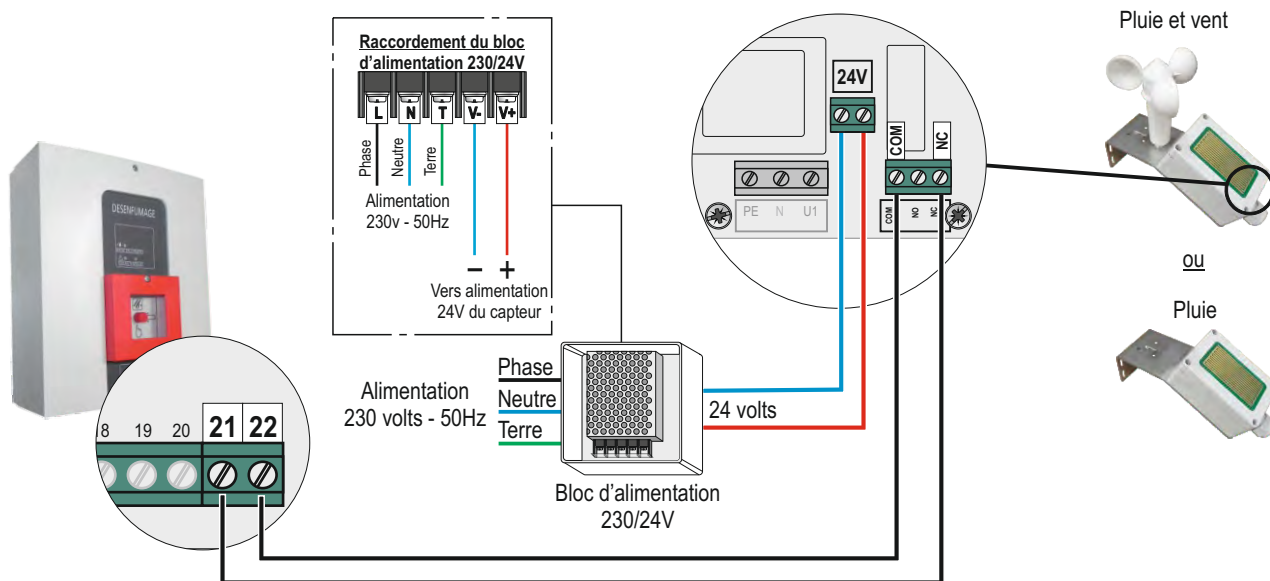 Raccordement du bloc
d'alimentation 230/24V
L N T V- V+
Phase
Neutre
Terre
Alimentation
230v - 50Hz
− +
Vers alimentation
24V du capteur
24V
COM
NC
PE N U1
COM
NO
NC
Pluie et vent
ou
Pluie
DESENFUMAGE
Phase
Neutre
Terre
Alimentation
230 volts - 50Hz
24 volts
Bloc d'alimentation
230/24V
8 19 20 21 22